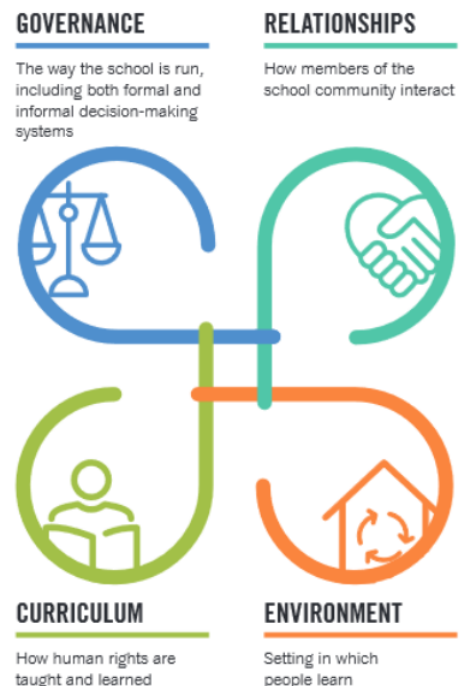 GOVERNANCE
The way the school is run,
including both formal and
informal decision-making
systems
RELATIONSHIPS
How members of the
school community interact
CURRICULUM
How human rights are
taught and learned
ENVIRONMENT
Setting in which
people learn